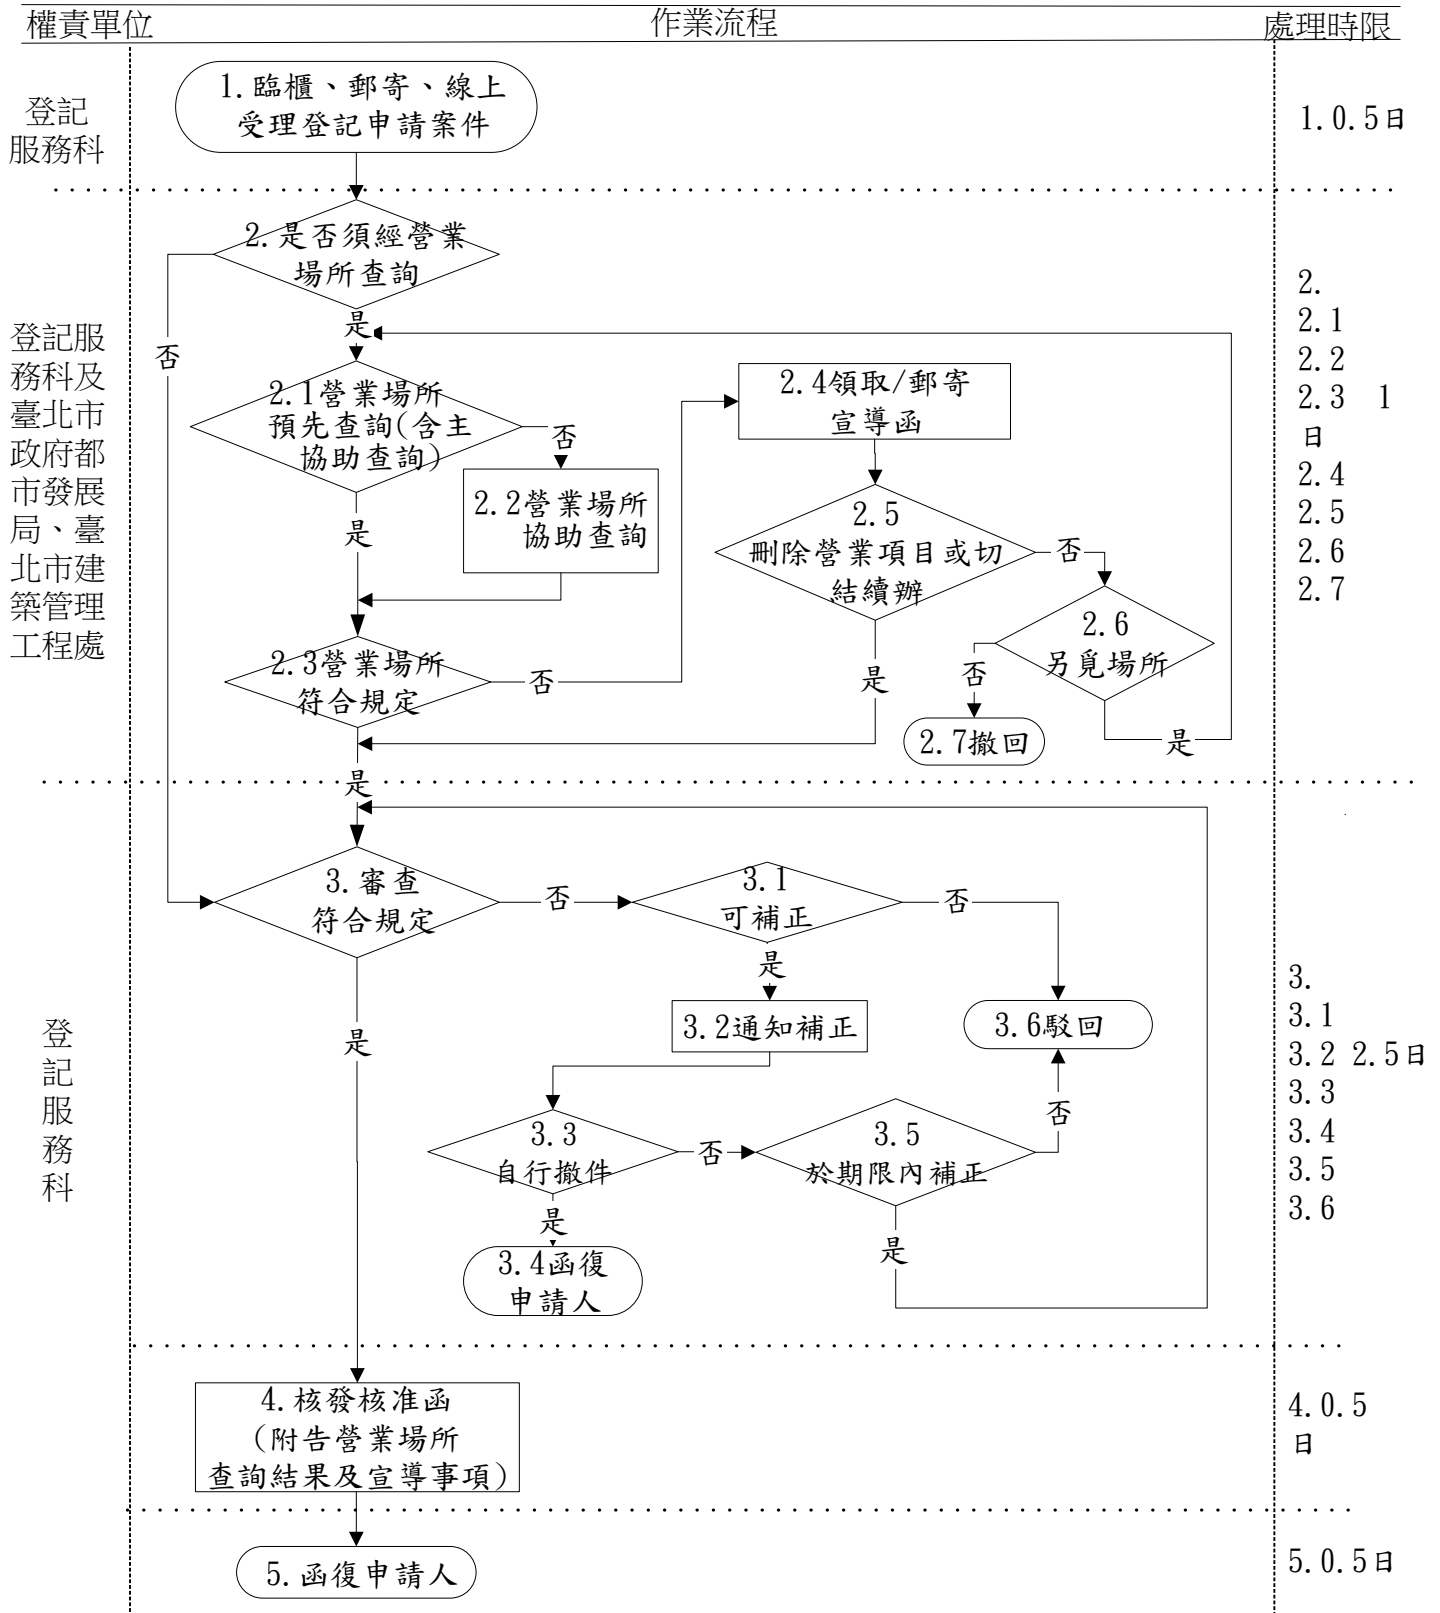 權責單位
作業流程
處理時限
登記
服務科
1.臨櫃、郵寄、線上
受理登記申請案件
1.0.5日
登記服
務科及
臺北市
政府都
市發展
局、臺
北市建
築管理
工程處
2.是否須經營業
場所查詢
是
否
2.1營業場所
預先查詢(含主
協助查詢)
否
是
2.2營業場所
協助查詢
2.3營業場所
符合規定
否
是
2.4領取/郵寄
宣導函
2.5
刪除營業項目或切
結續辦
否
是
2.6
另覓場所
否
是
2.7撤回
2.
2.1
2.2
2.3 1
日
2.4
2.5
2.6
2.7
登
記
服
務
科
3.審查
符合規定
否
是
3.1
可補正
否
是
3.2通知補正
3.6駁回
3.3
自行撤件
否
是
3.5
於期限內補正
否
是
3.4函復
申請人
3.
3.1
3.2 2.5日
3.3
3.4
3.5
3.6
4.核發核准函
(附告營業場所
查詢結果及宣導事項)
4.0.5
日
5.函復申請人
5.0.5日